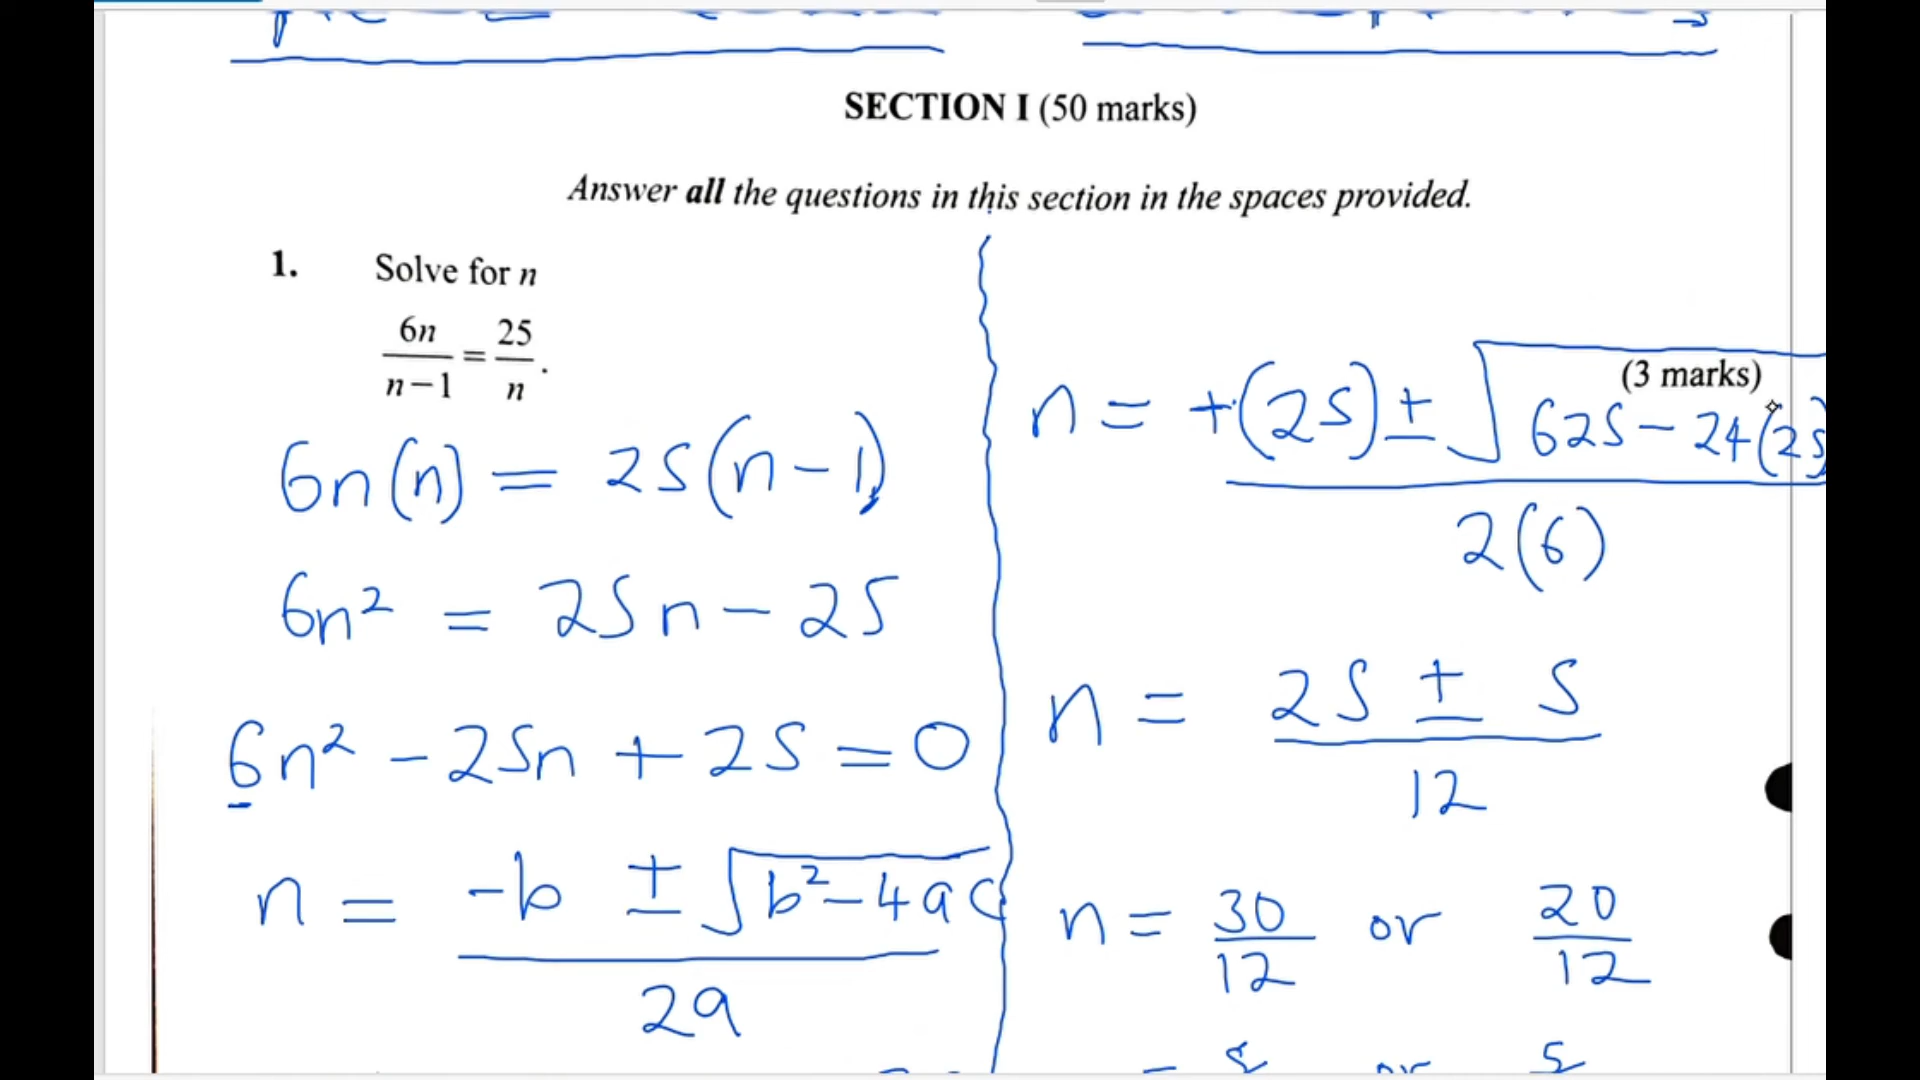 SECTION I (50 marks)
Answer all the questions in this section in the spaces provided.
1. Solve for n
6n/n−1 = 25/n.
(3 marks)
6n(n) = 25(n−1)
6n² = 25n − 25
6n² − 25n + 25 = 0
n = −b ± √b²−4ac / 2a
n = +(25) ± √625 − 24(25) / 2(6)
n = 25 ± 5 / 12
n = 30/12 or 20/12
= or 5